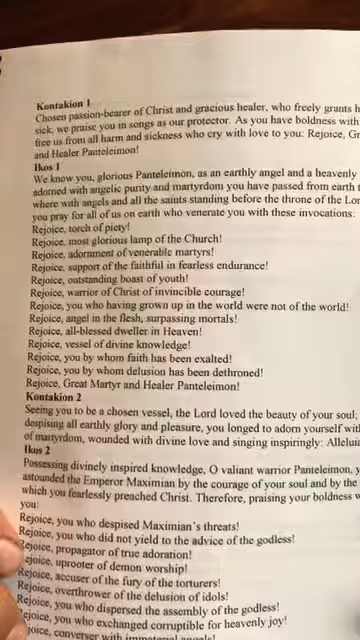 Kontakion 1
Chosen passion-bearer of Christ and gracious healer, who freely grants
sick, we praise you in songs as our protector. As you have boldness with
free us from all harm and sickness who cry with love to you: Rejoice,
and Healer Panteleimon!
Ikos 1
We know you, glorious Panteleimon, as an earthly angel and a heavenly
adorned with angelic purity and martyrdom you have passed from earth
where with angels and all the saints standing before the throne of the
you pray for all of us on earth who venerate you with these invocations:
Rejoice, torch of piety!
Rejoice, most glorious lamp of the Church!
Rejoice, adornment of venerable martyrs!
Rejoice, support of the faithful in fearless endurance!
Rejoice, outstanding boast of youth!
Rejoice, warrior of Christ of invincible courage!
Rejoice, you who having grown up in the world were not of the world!
Rejoice, angel in the flesh, surpassing mortals!
Rejoice, all-blessed dweller in Heaven!
Rejoice, vessel of divine knowledge!
Rejoice, you by whom faith has been exalted!
Rejoice, you by whom delusion has been dethroned!
Rejoice, Great Martyr and Healer Panteleimon!
Kontakion 2
Seeing you to be a chosen vessel, the Lord loved the beauty of your soul;
despising all earthly glory and pleasure, you longed to adorn yourself
of martyrdom, wounded with divine love and singing inspiringly:
Ikos 2
Possessing divinely inspired knowledge, O valiant warrior Panteleimon,
astounded the Emperor Maximian by the courage of your soul and by the
which you fearlessly preached Christ. Therefore, praising your boldness
you:
Rejoice, you who despised Maximian's threats!
Rejoice, you who did not yield to the advice of the godless!
Rejoice, propagator of true adoration!
Rejoice, uprooter of demon worship!
Rejoice, accuser of the fury of the torturers!
Rejoice, overthrower of the delusion of idols!
Rejoice, you who dispersed the assembly of the godless!
Rejoice, you who exchanged corruptible for heavenly joy!
converser with immaterial angels!